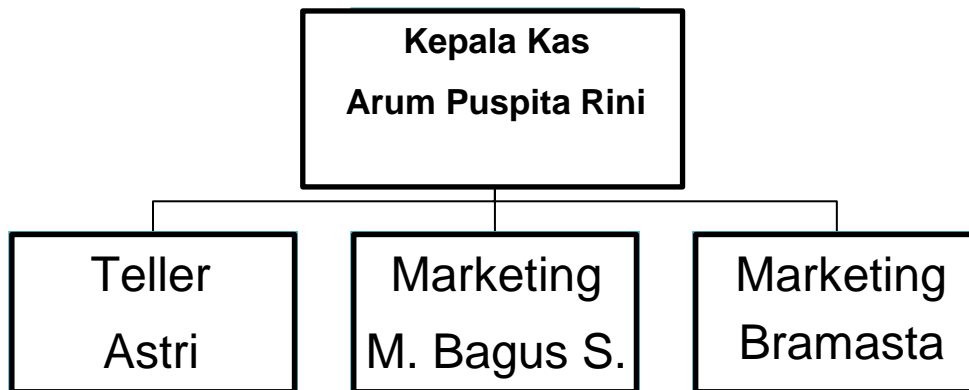 Kepala Kas
Arum Puspita Rini
Teller
Astri
Marketing
M. Bagus S.
Marketing
Bramasta